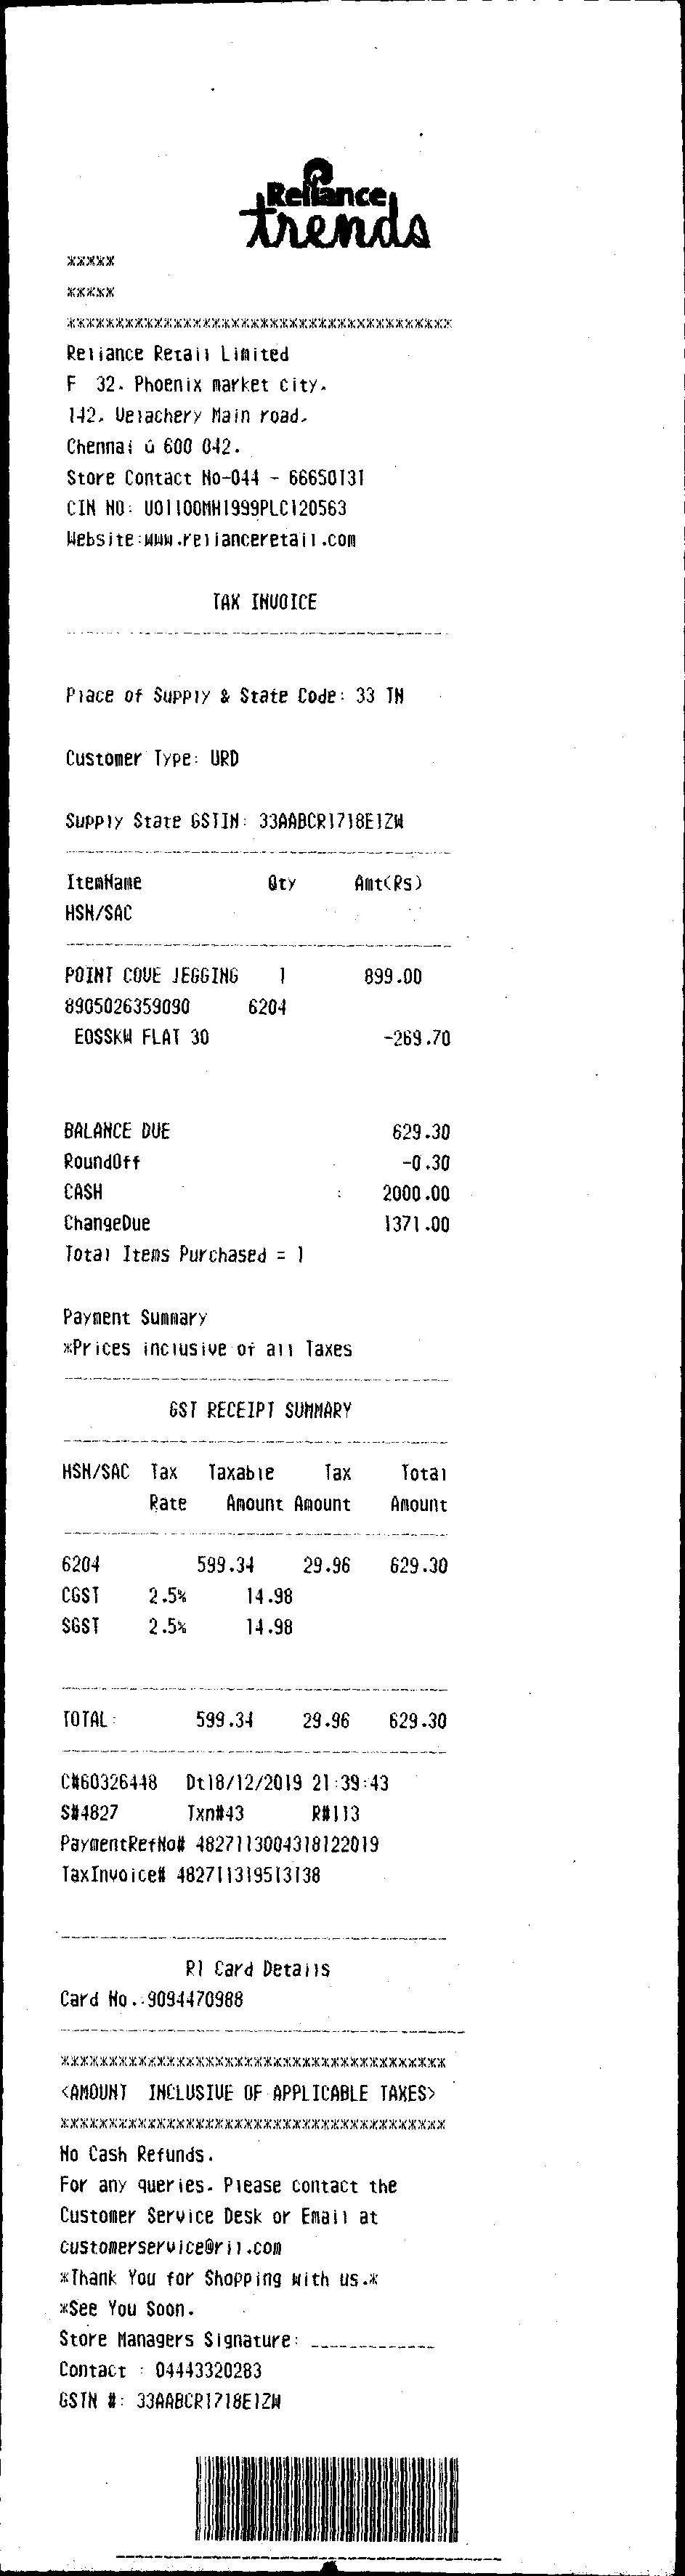 Reliance
trends
*****
*****
****************************************
Reliance Retail Limited
F 32, Phoenix market city,
142, Velachery Main road,
Chennai ú 600 042.
Store Contact No-044 - 66650131
CIN NO: U01100MH1999PLC120563
Website:www.relianceretail.com
TAX INVOICE
Place of Supply & State Code: 33 TN
Customer Type: URD
Supply State GSTIN: 33AABCR1718E1ZW
ItemName Qty Amt(Rs)
HSN/SAC
POINT COVE JEGGING 1 899.00
8905026359090 6204
EOSSKW FLAT 30 -269.70
BALANCE DUE 629.30
RoundOff -0.30
CASH : 2000.00
ChangeDue 1371.00
Total Items Purchased = 1
Payment Summary
*Prices inclusive of all Taxes
GST RECEIPT SUMMARY
HSN/SAC Tax Taxable Tax Total
Rate Amount Amount Amount
6204 599.34 29.96 629.30
CGST 2.5% 14.98
SGST 2.5% 14.98
TOTAL: 599.34 29.96 629.30
C#60326448 Dt18/12/2019 21:39:43
S#4827 Txn#43 R#113
PaymentRefNo# 4827113004318122019
TaxInvoice# 482711319513138
R1 Card Details
Card No.:9094470988
****************************************
<AMOUNT INCLUSIVE OF APPLICABLE TAXES>
****************************************
No Cash Refunds.
For any queries, Please contact the
Customer Service Desk or Email at
customerservice@ril.com
*Thank You for Shopping with us.*
*See You Soon.
Store Managers Signature: _____________
Contact : 04443320283
GSTN #: 33AABCR1718E1ZW